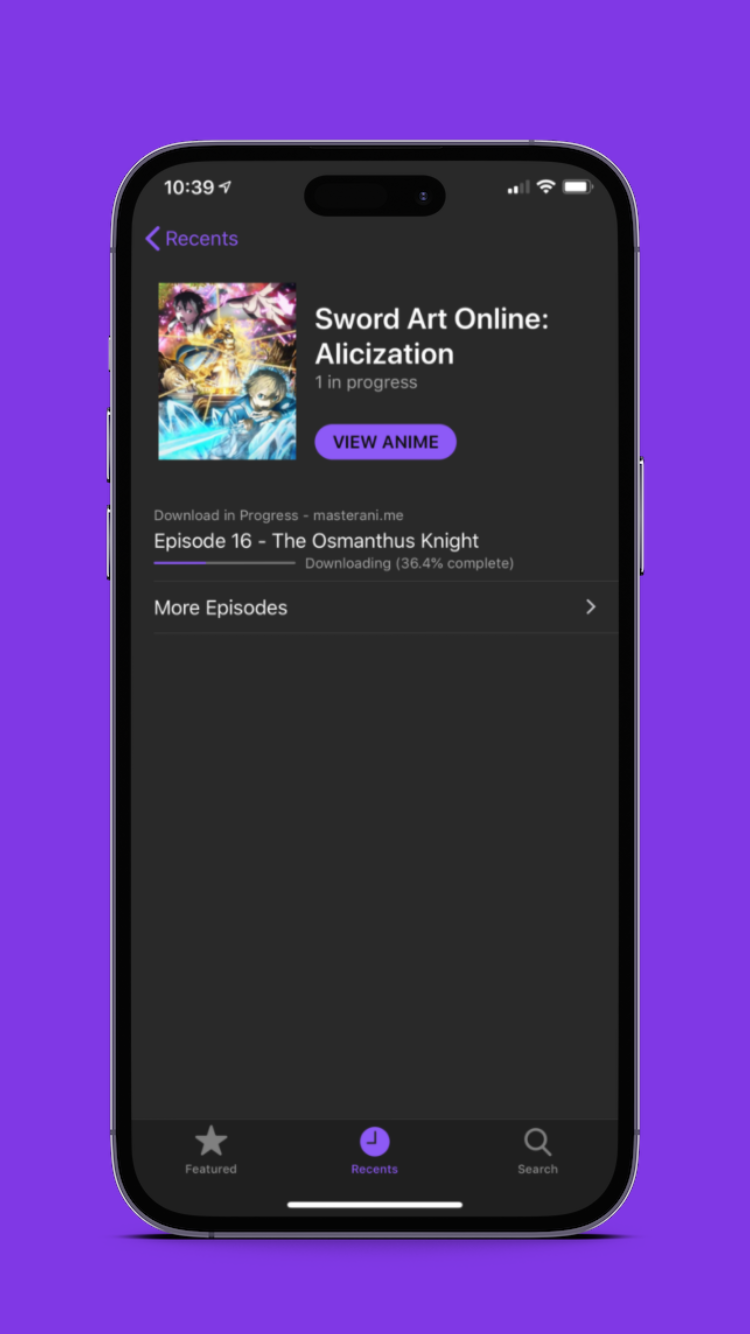 10:39
Recents
Sword Art Online:
Alicization
1 in progress
VIEW ANIME
Download in Progress - masterani.me
Episode 16 - The Osmanthus Knight
Downloading (36.4% complete)
More Episodes
Featured
Recents
Search